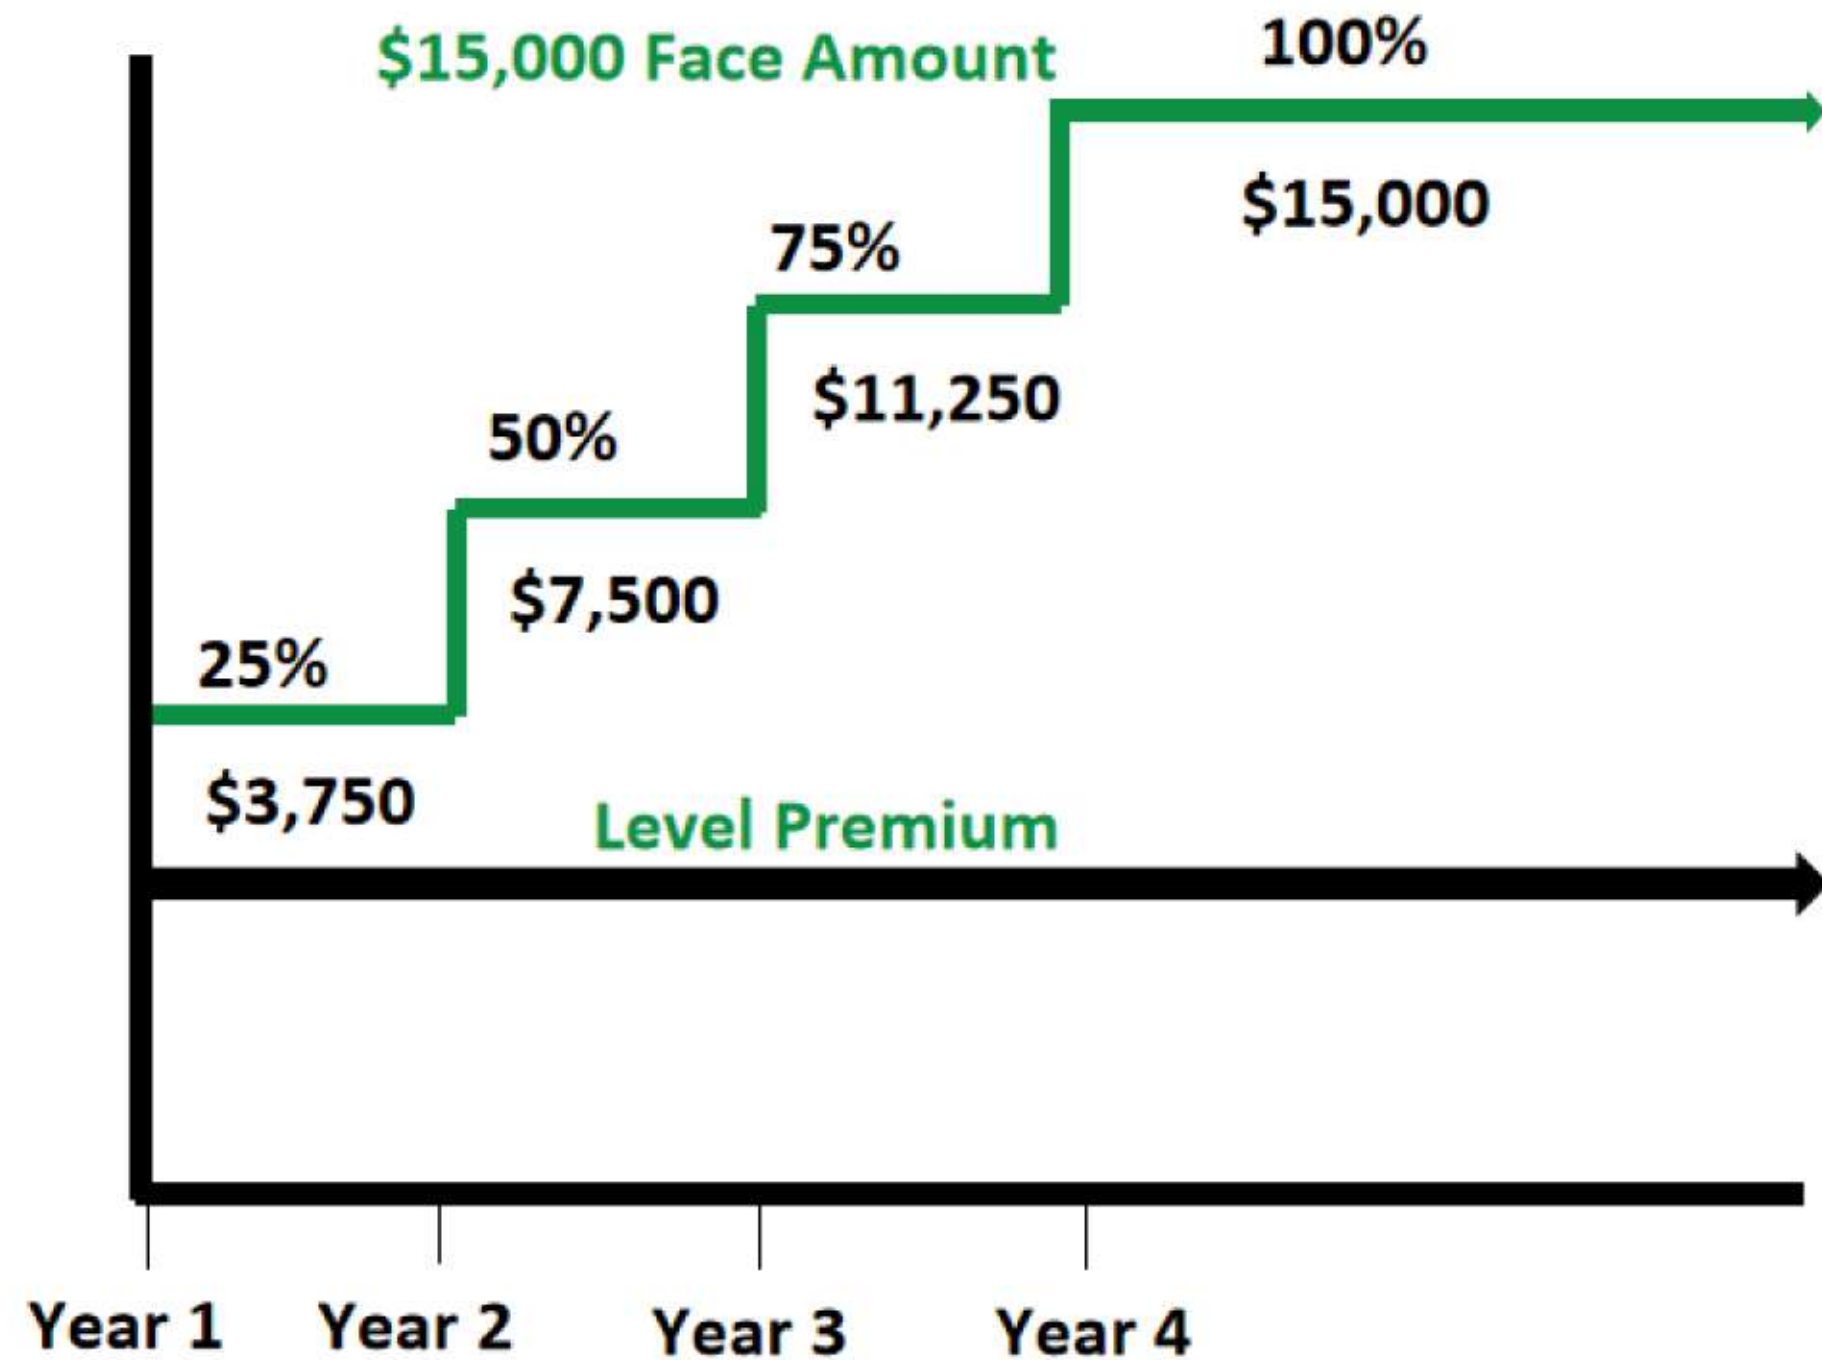 $15,000 Face Amount
100%
$15,000
75%
$11,250
50%
$7,500
25%
$3,750
Level Premium
Year 1
Year 2
Year 3
Year 4